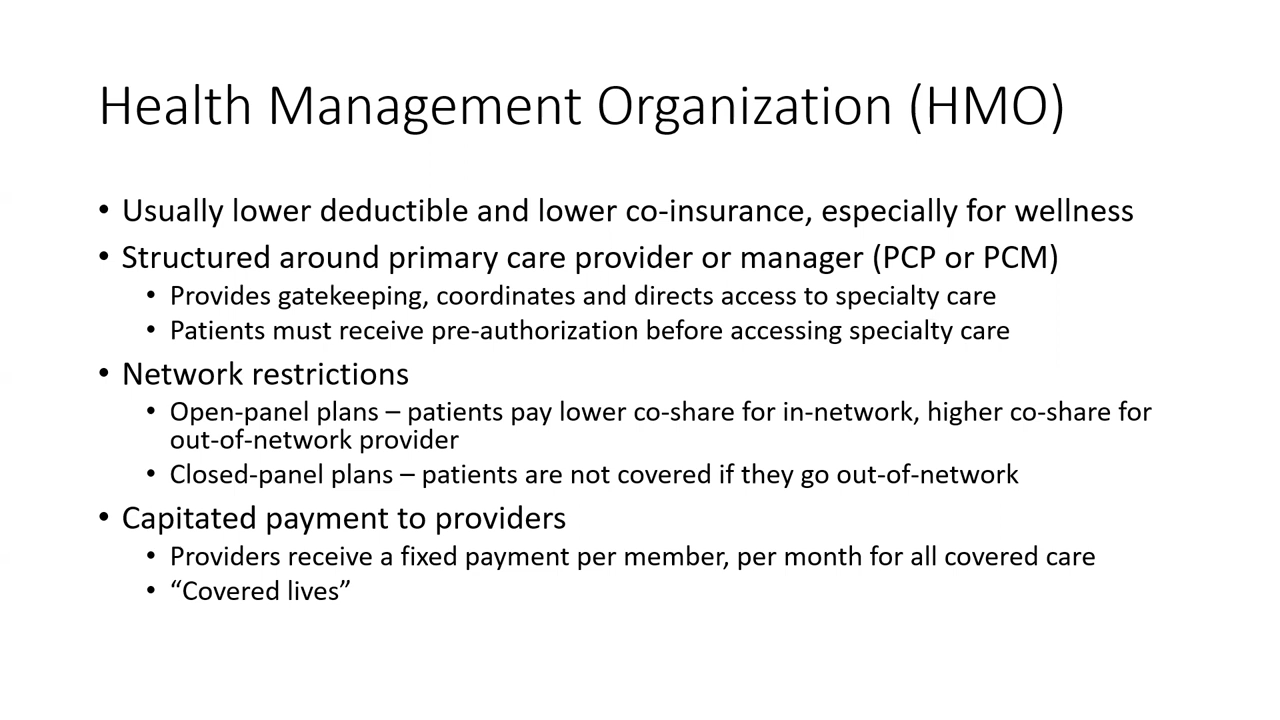 Health Management Organization (HMO)
• Usually lower deductible and lower co-insurance, especially for wellness
• Structured around primary care provider or manager (PCP or PCM)
• Provides gatekeeping, coordinates and directs access to specialty care
• Patients must receive pre-authorization before accessing specialty care
• Network restrictions
• Open-panel plans – patients pay lower co-share for in-network, higher co-share for
out-of-network provider
• Closed-panel plans – patients are not covered if they go out-of-network
• Capitated payment to providers
• Providers receive a fixed payment per member, per month for all covered care
• “Covered lives”